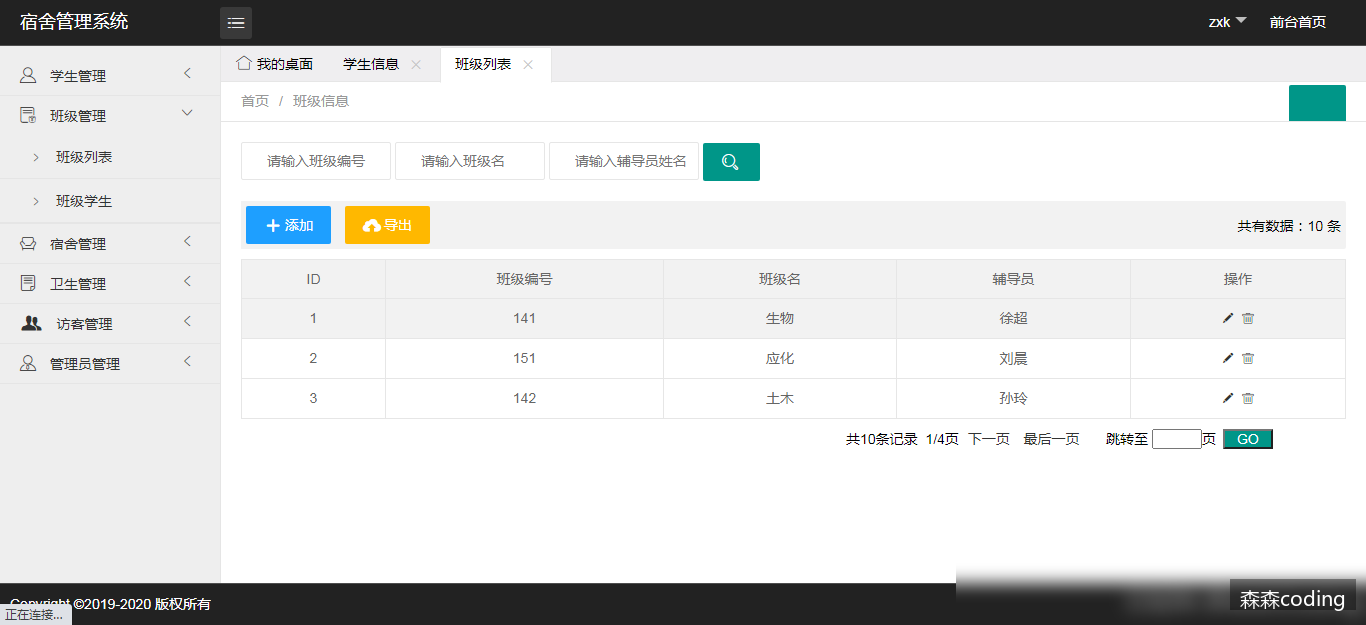 宿舍管理系统
zxk 前台首页
学生管理
班级管理
班级列表
班级学生
宿舍管理
卫生管理
访客管理
管理员管理
我的桌面 学生信息 班级列表
首页 / 班级信息
请输入班级编号 请输入班级名 请输入辅导员姓名
添加 导出 共有数据：10 条
ID 班级编号 班级名 辅导员 操作
1 141 生物 徐超
2 151 应化 刘晨
3 142 土木 孙玲
共10条记录 1/4页 下一页 最后一页 跳转至 页 GO
Copyright ©2019-2020 版权所有
正在连接...
森森coding